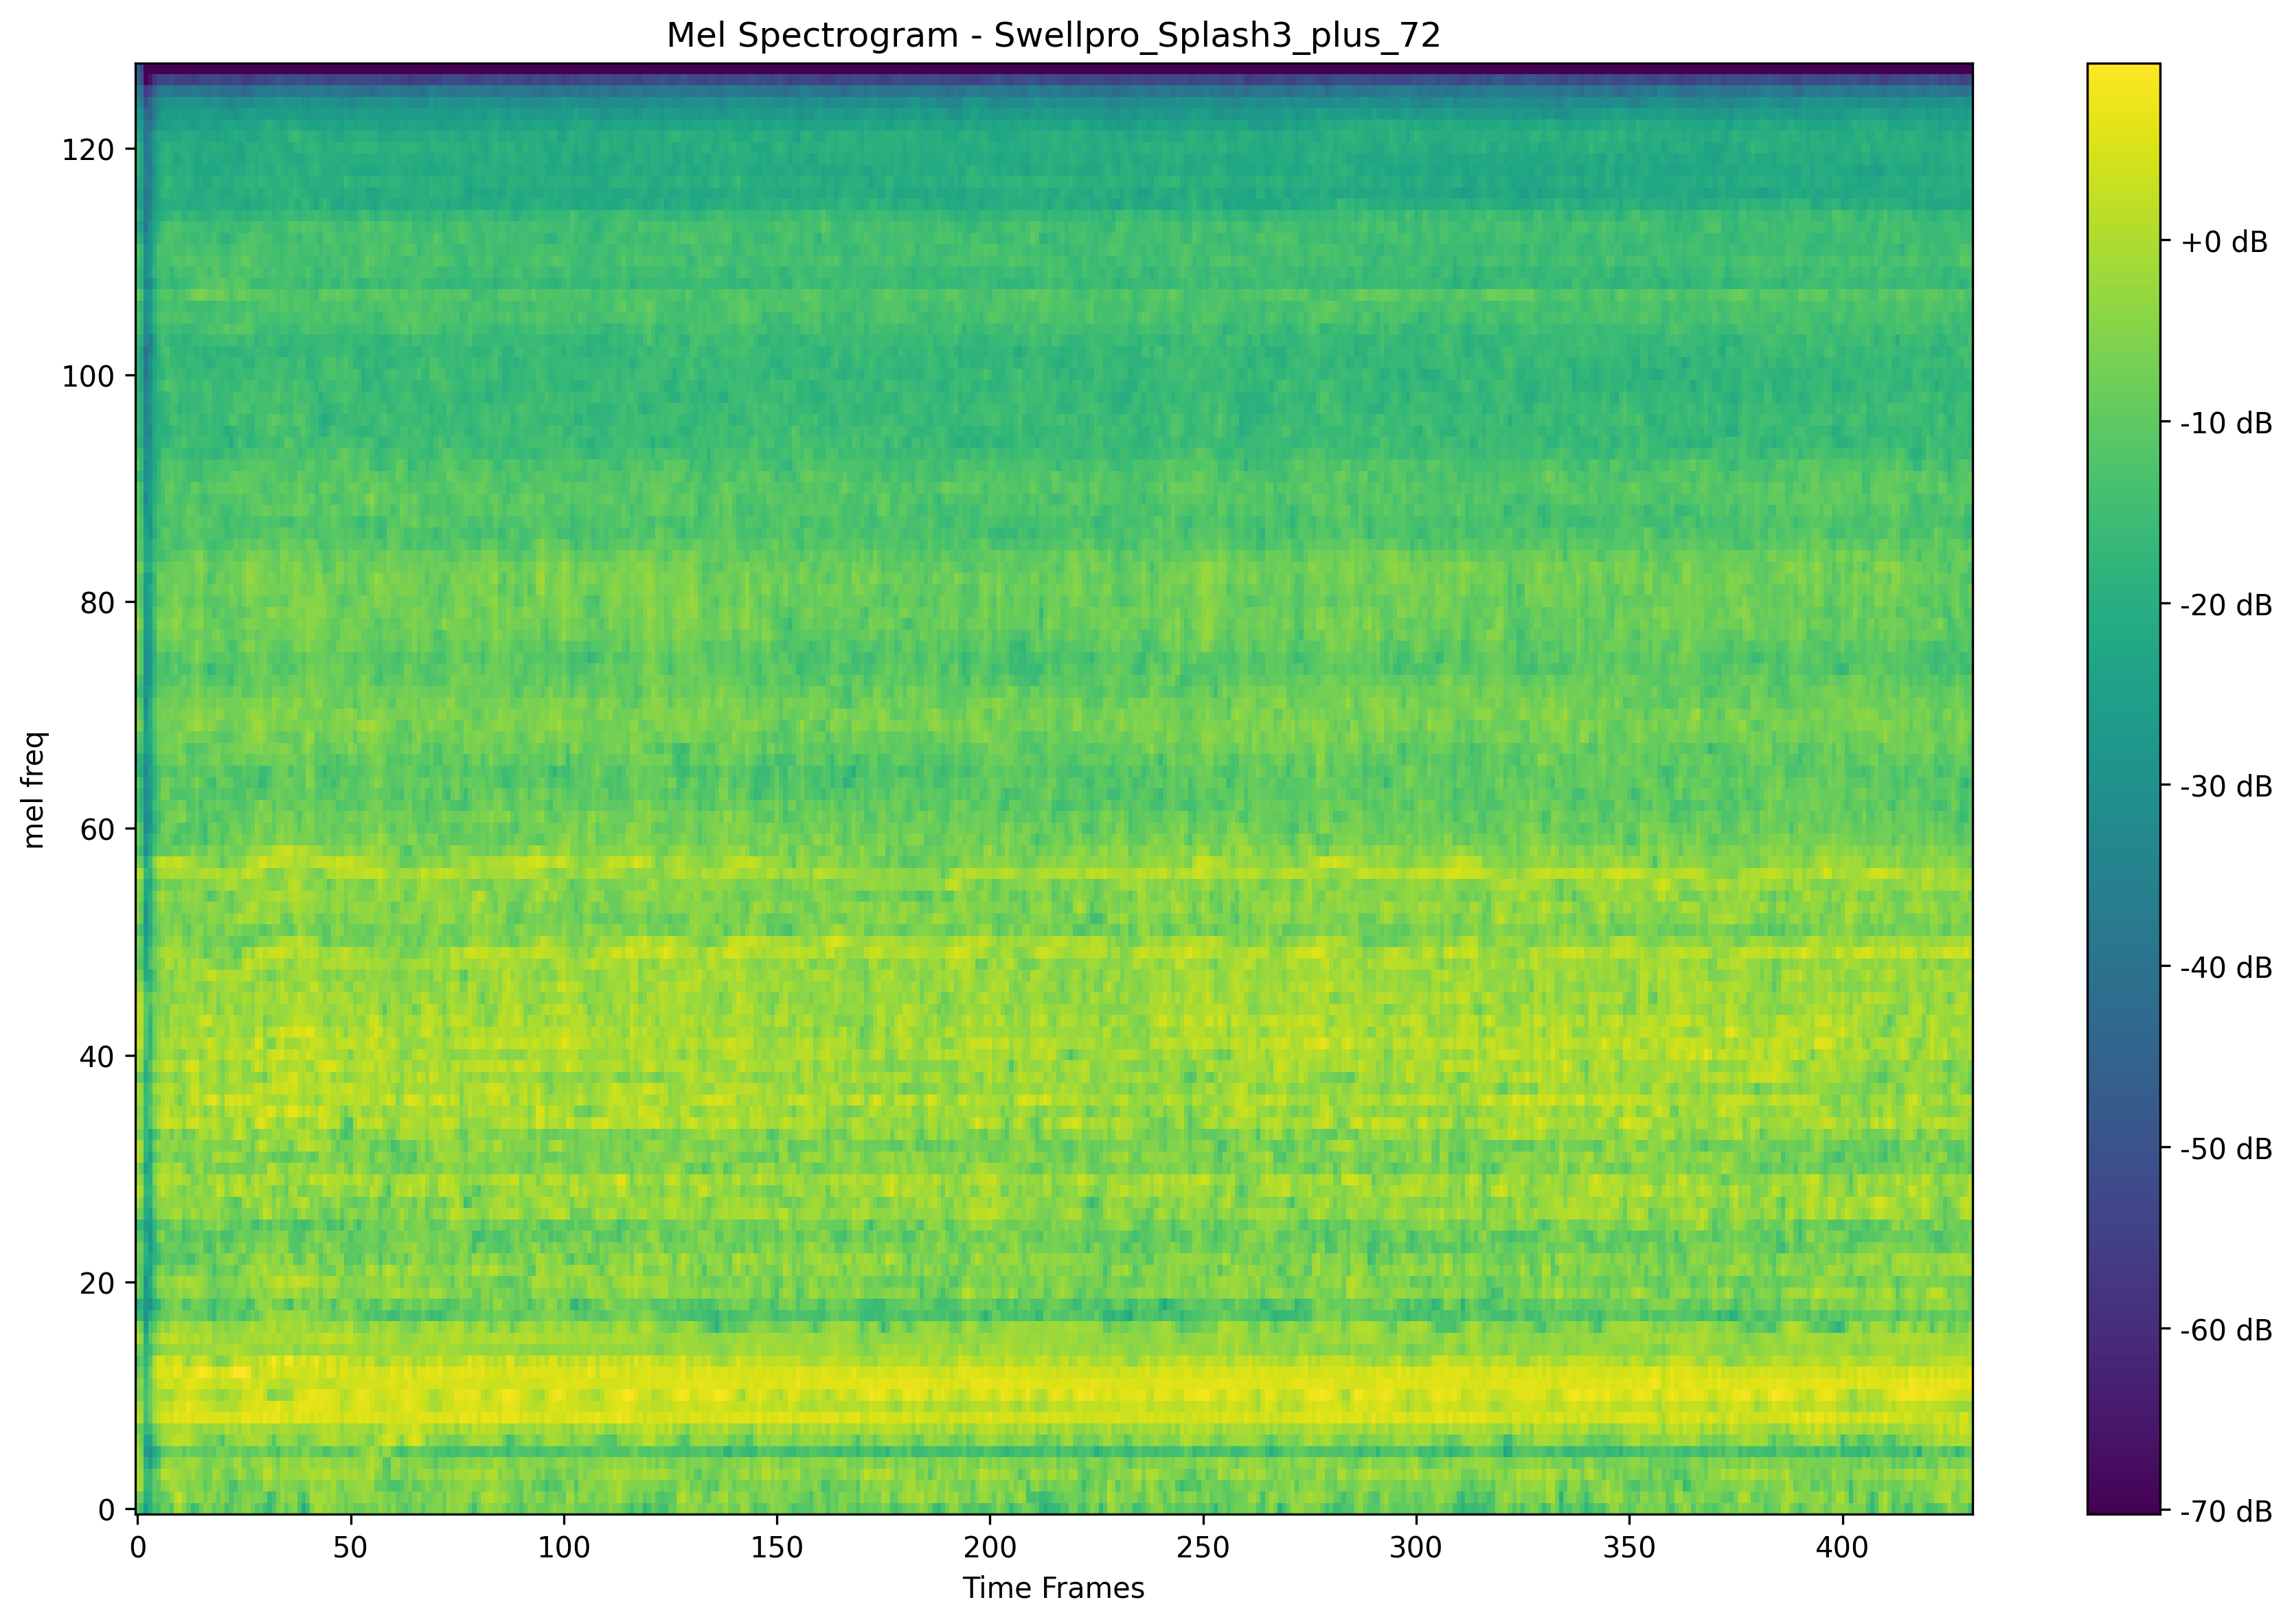 Mel Spectrogram - Swellpro_Splash3_plus_72
120
100
80
60
40
20
0
mel freq
0 50 100 150 200 250 300 350 400
Time Frames
+0 dB
-10 dB
-20 dB
-30 dB
-40 dB
-50 dB
-60 dB
-70 dB